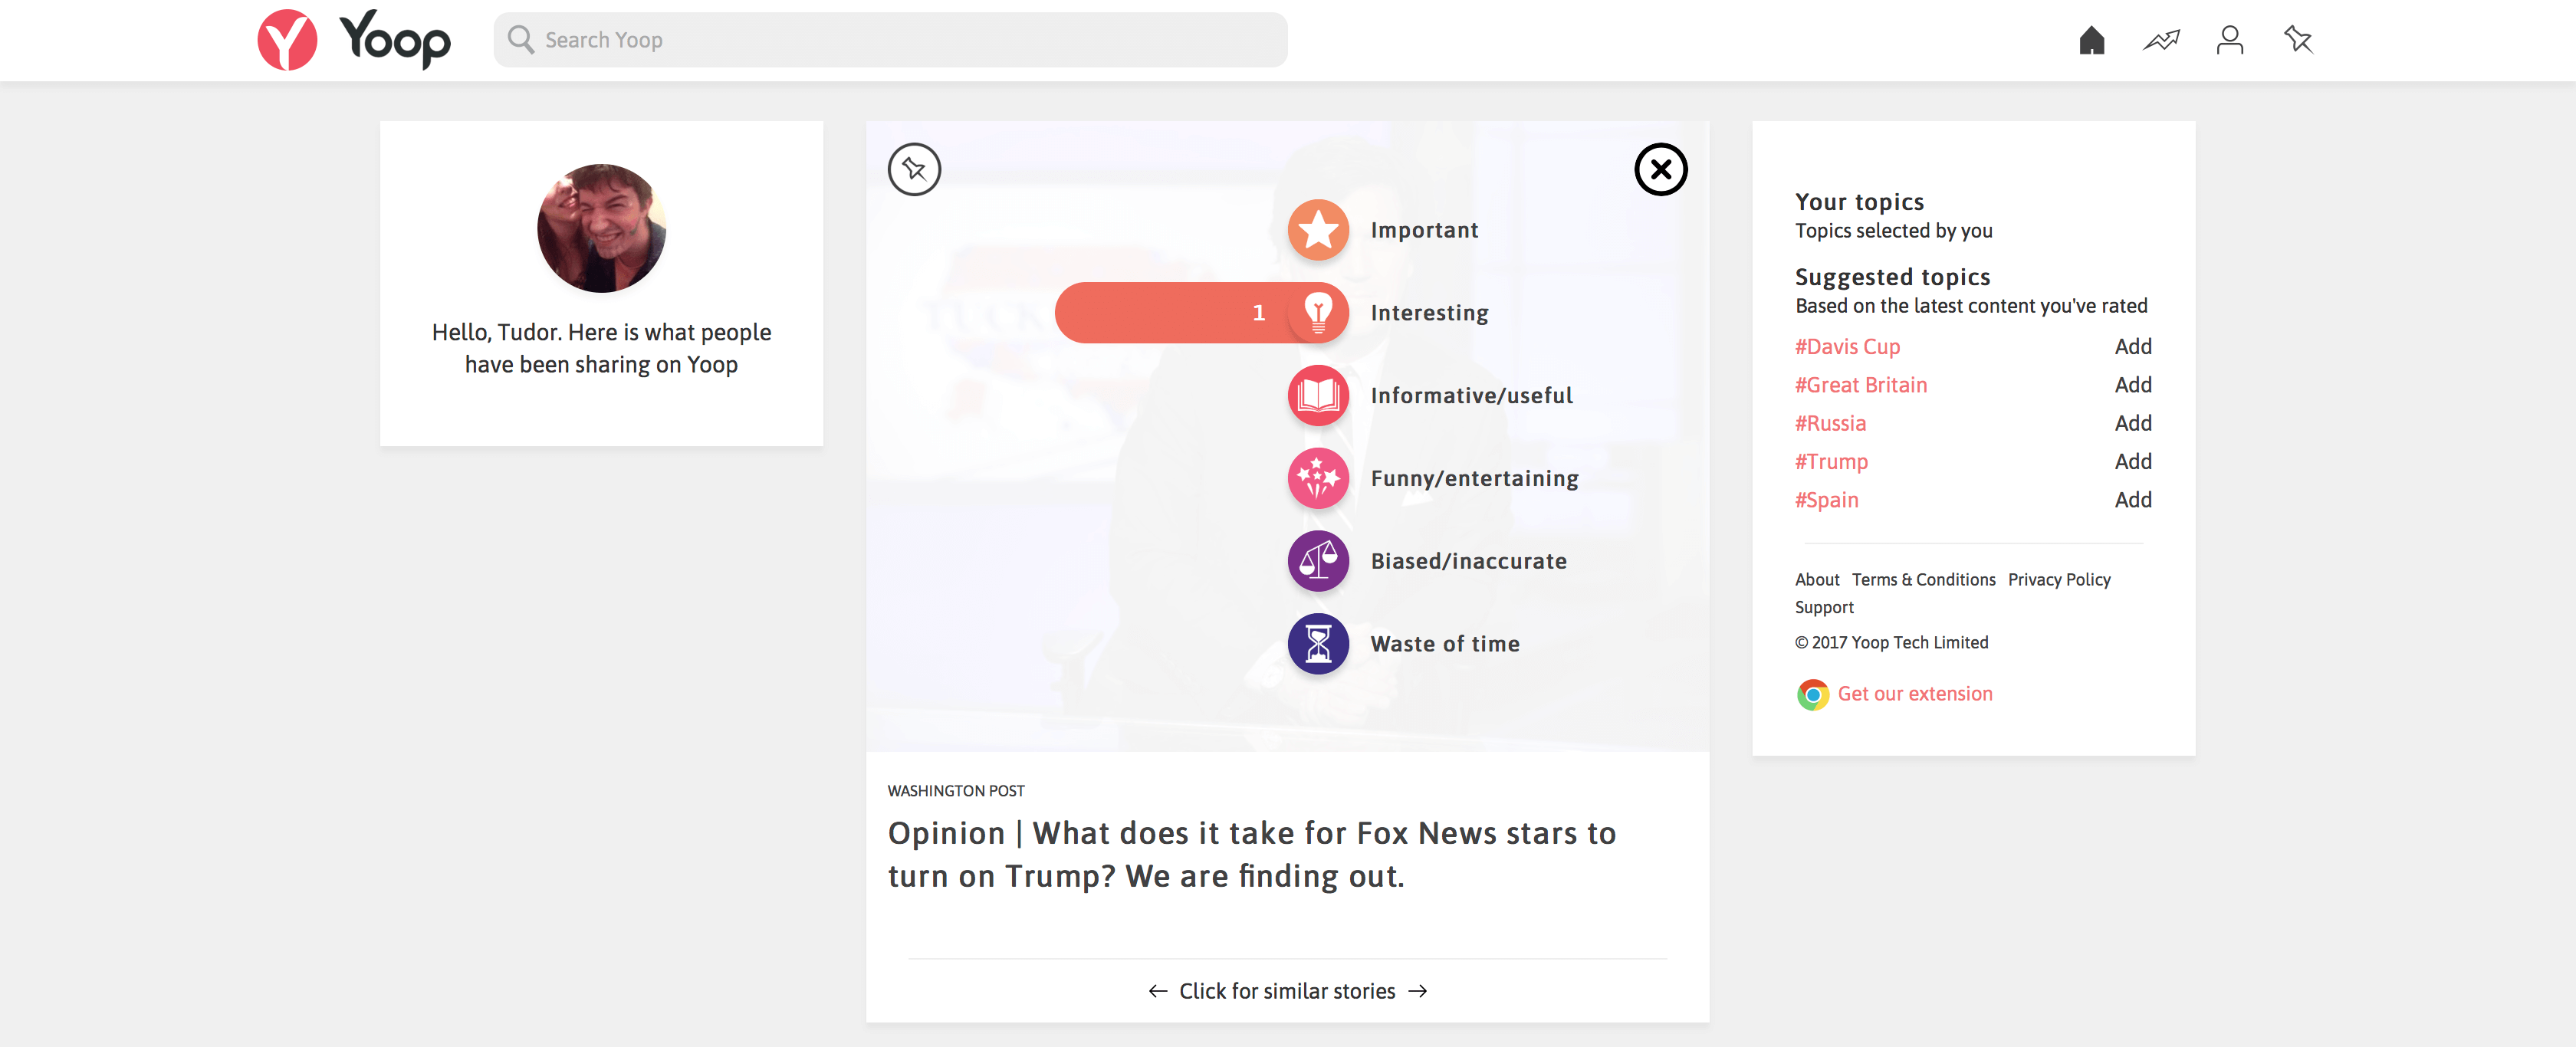 Yoop
Search Yoop
Hello, Tudor. Here is what people
have been sharing on Yoop
Important
1
Interesting
Informative/useful
Funny/entertaining
Biased/inaccurate
Waste of time
WASHINGTON POST
Opinion | What does it take for Fox News stars to
turn on Trump? We are finding out.
← Click for similar stories →
Your topics
Topics selected by you
Suggested topics
Based on the latest content you've rated
#Davis Cup Add
#Great Britain Add
#Russia Add
#Trump Add
#Spain Add
About Terms & Conditions Privacy Policy
Support
© 2017 Yoop Tech Limited
Get our extension